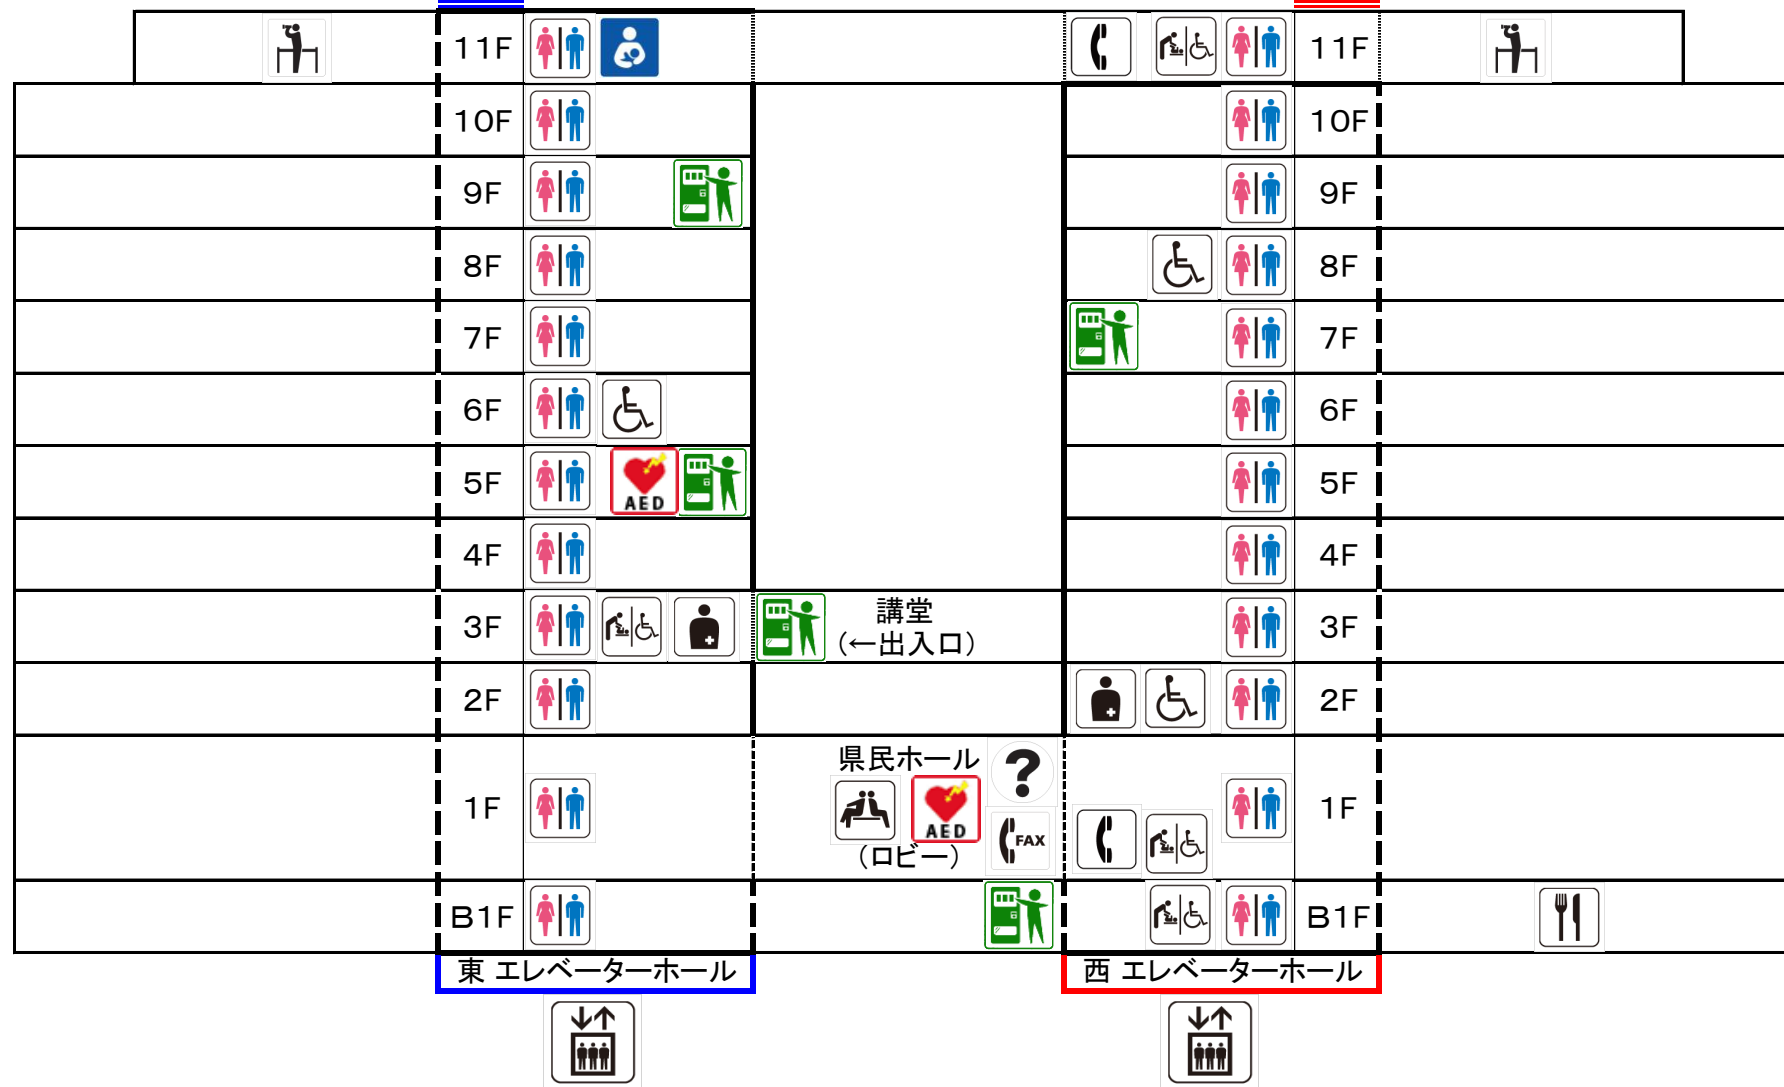 11F 11F
10F 10F
9F 9F
8F 8F
7F 7F
6F 6F
5F AED 5F
4F 4F
3F 講堂 3F
(←出入口)
2F 2F
県民ホール ?
1F AED 1F
FAX
(ロビー)
B1F B1F
東 エレベーターホール 西 エレベーターホール